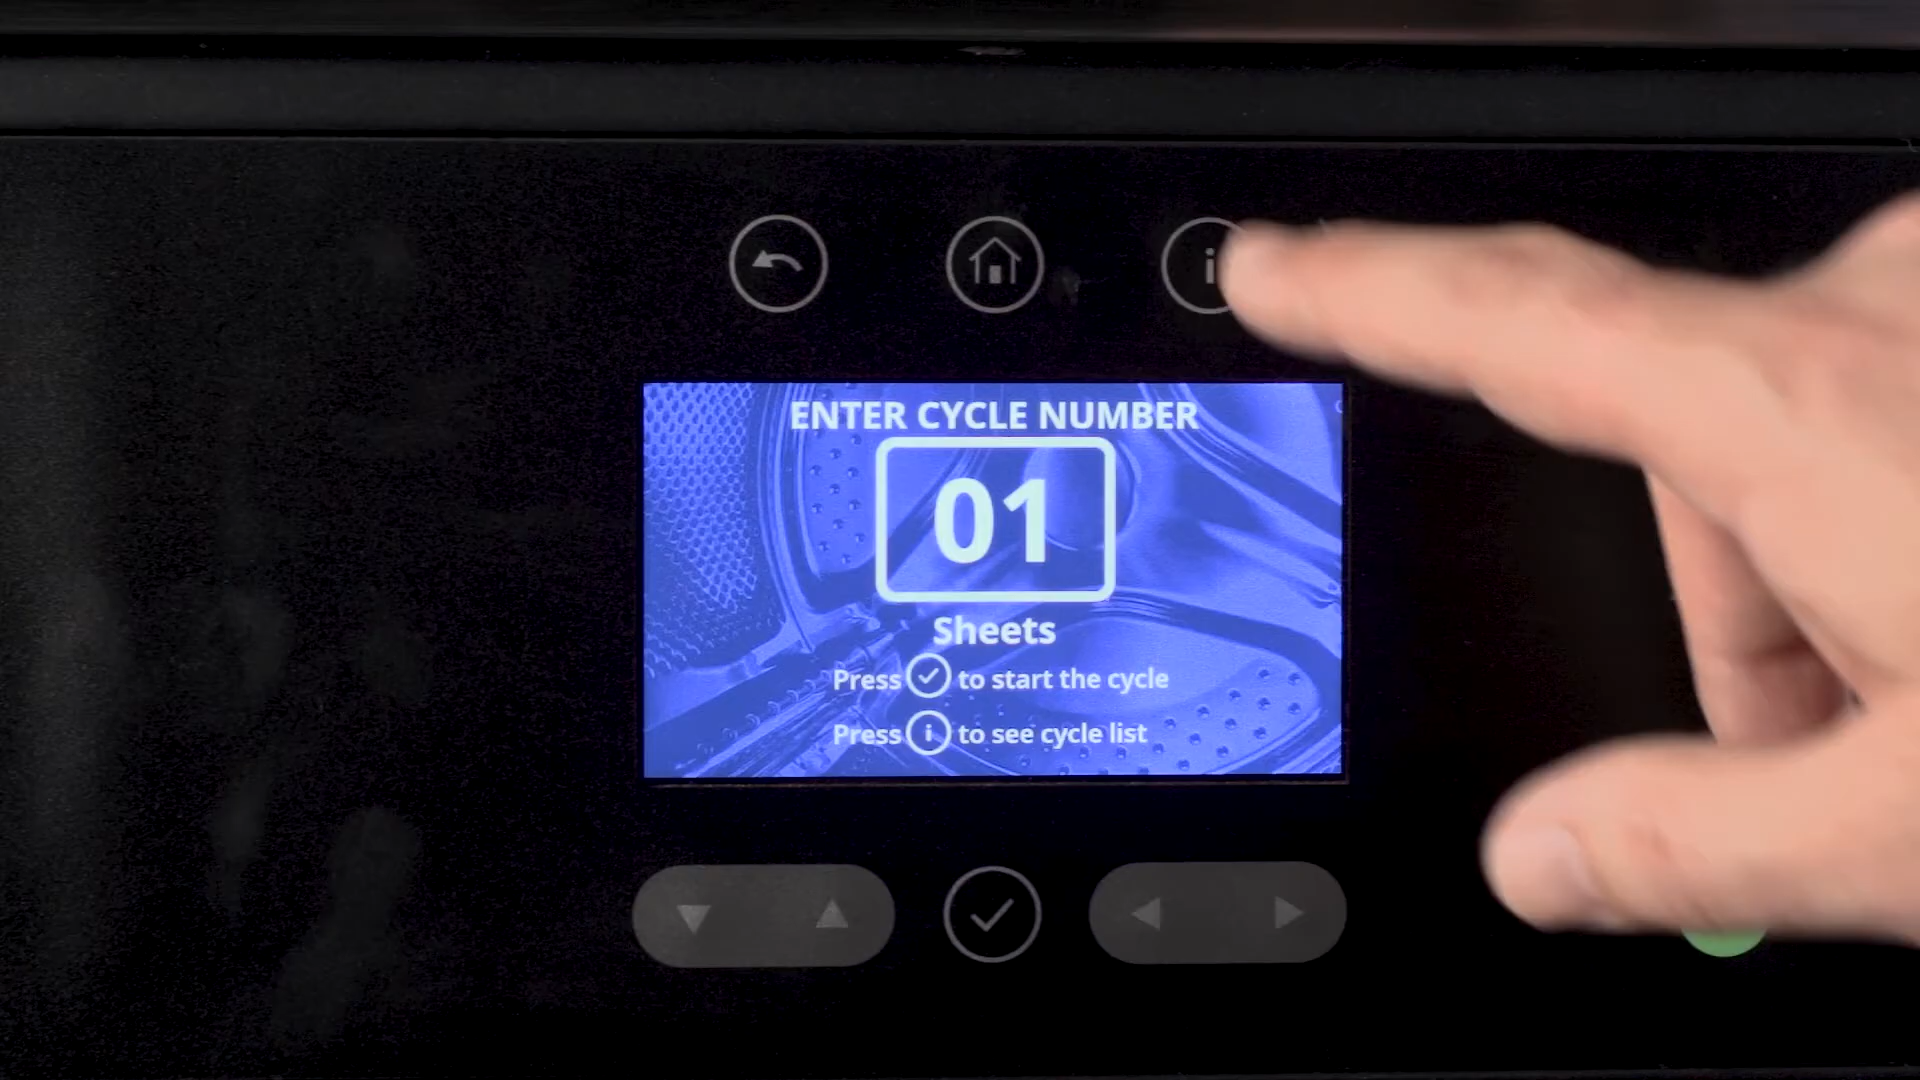 i
ENTER CYCLE NUMBER
01
Sheets
Press to start the cycle
Press i to see cycle list